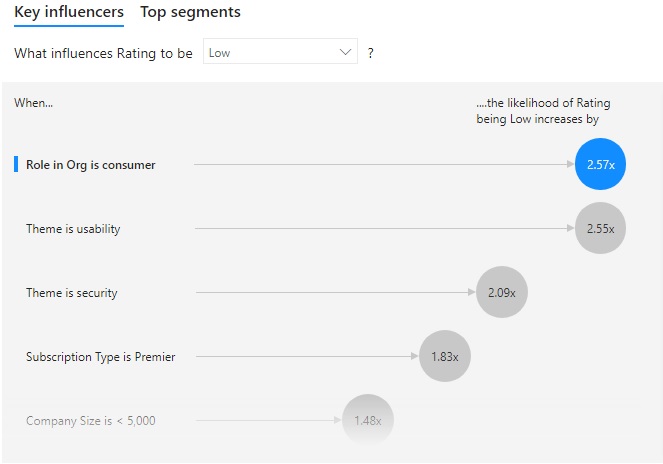 Key influencers Top segments
What influences Rating to be Low ?
When...
....the likelihood of Rating
being Low increases by
Role in Org is consumer 2.57x
Theme is usability 2.55x
Theme is security 2.09x
Subscription Type is Premier 1.83x
Company Size is < 5,000 1.48x